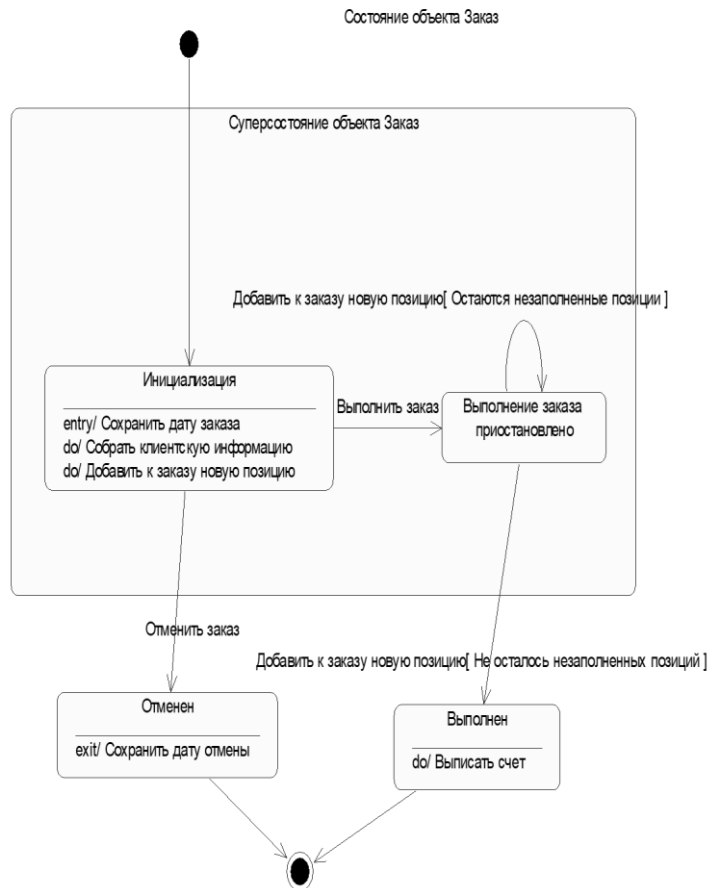 Состояние объекта Заказ
Суперсостояние объекта Заказ
Добавить к заказу новую позицию[ Остаются незаполненные позиции ]
Инициализация
entry/ Сохранить дату заказа
do/ Собрать клиентскую информацию
do/ Добавить к заказу новую позицию
Выполнить заказ
Выполнение заказа
приостановлено
Отменить заказ
Добавить к заказу новую позицию[ Не осталось незаполненных позиций ]
Отменен
exit/ Сохранить дату отмены
Выполнен
do/ Выписать счет